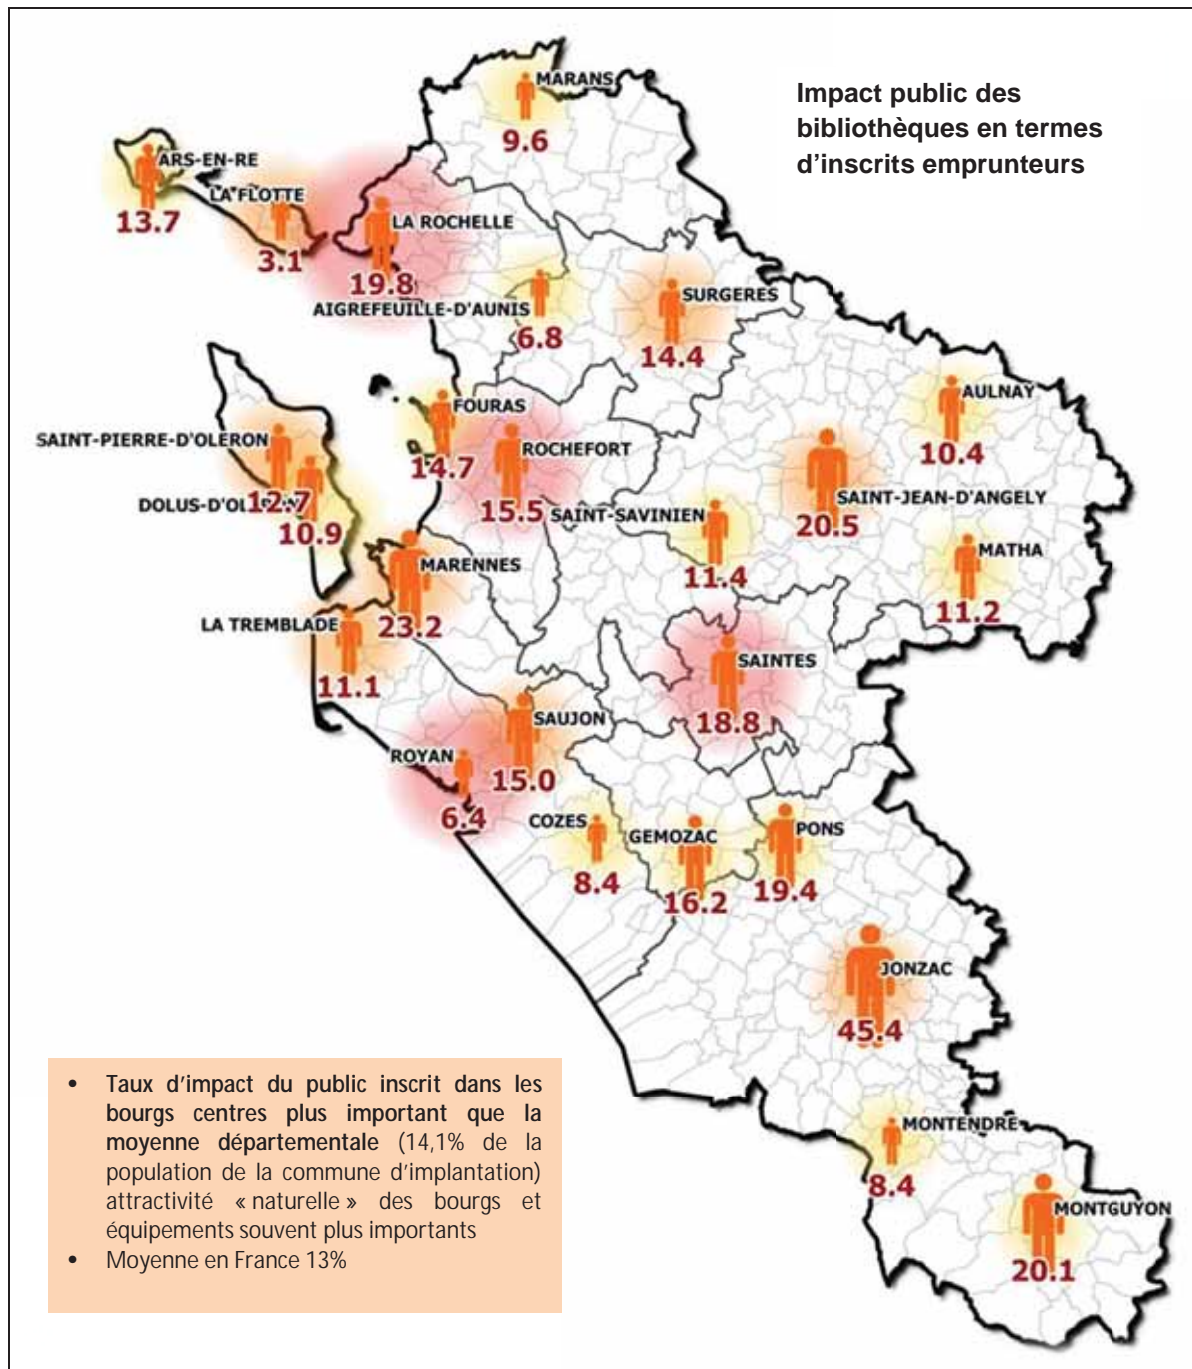 Impact public des
bibliothèques en termes
d'inscrits emprunteurs
MARANS
9.6
ARS-EN-RE
13.7
LA FLOTTE
3.1
LA ROCHELLE
19.8
AIGREFEUILLE-D'AUNIS
6.8
SURGERES
14.4
AULNAY
10.4
FOURAS
14.7
ROCHEFORT
15.5
SAINT-PIERRE-D'OLERON
12.7
DOLUS-D'OL
10.9
SAINT-JEAN-D'ANGELY
20.5
SAINT-SAVINIEN
11.4
MATHA
11.2
MARENNES
23.2
LA TREMBLADE
11.1
SAINTES
18.8
SAUJON
15.0
ROYAN
6.4
COZES
8.4
GEMOZAC
16.2
PONS
19.4
JONZAC
45.4
MONTENDRE
8.4
MONTGUYON
20.1
• Taux d'impact du public inscrit dans les
bourgs centres plus important que la
moyenne départementale (14,1% de la
population de la commune d'implantation)
attractivité « naturelle » des bourgs et
équipements souvent plus importants
• Moyenne en France 13%